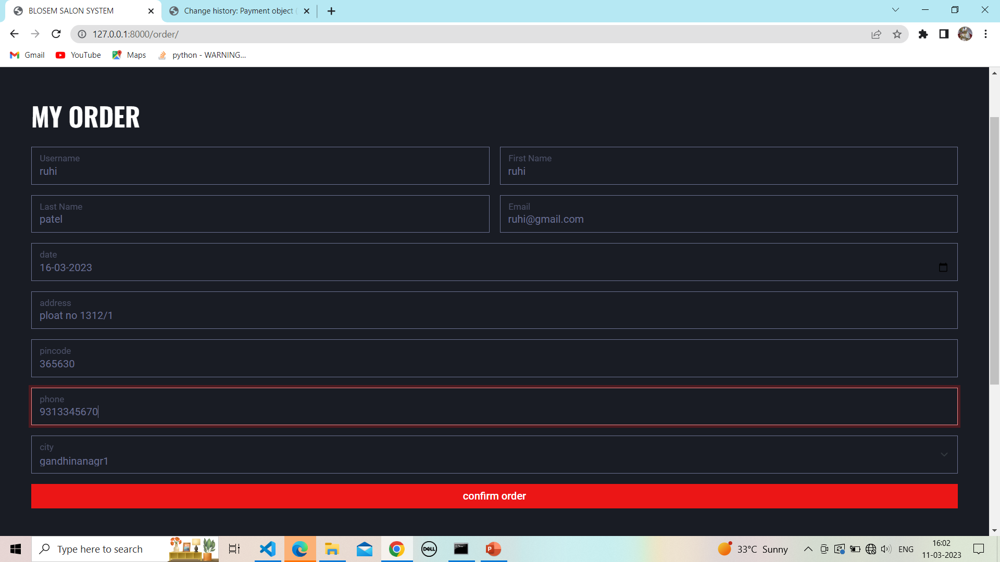 BLOSEM SALON SYSTEM
Change history: Payment object (
127.0.0.1:8000/order/
Gmail
YouTube
Maps
python - WARNING...
MY ORDER
Username
ruhi
First Name
ruhi
Last Name
patel
Email
ruhi@gmail.com
date
16-03-2023
address
ploat no 1312/1
pincode
365630
phone
9313345670
city
gandhinanagr1
confirm order
Type here to search
DELL
P
33°C Sunny
ENG
16:02
11-03-2023